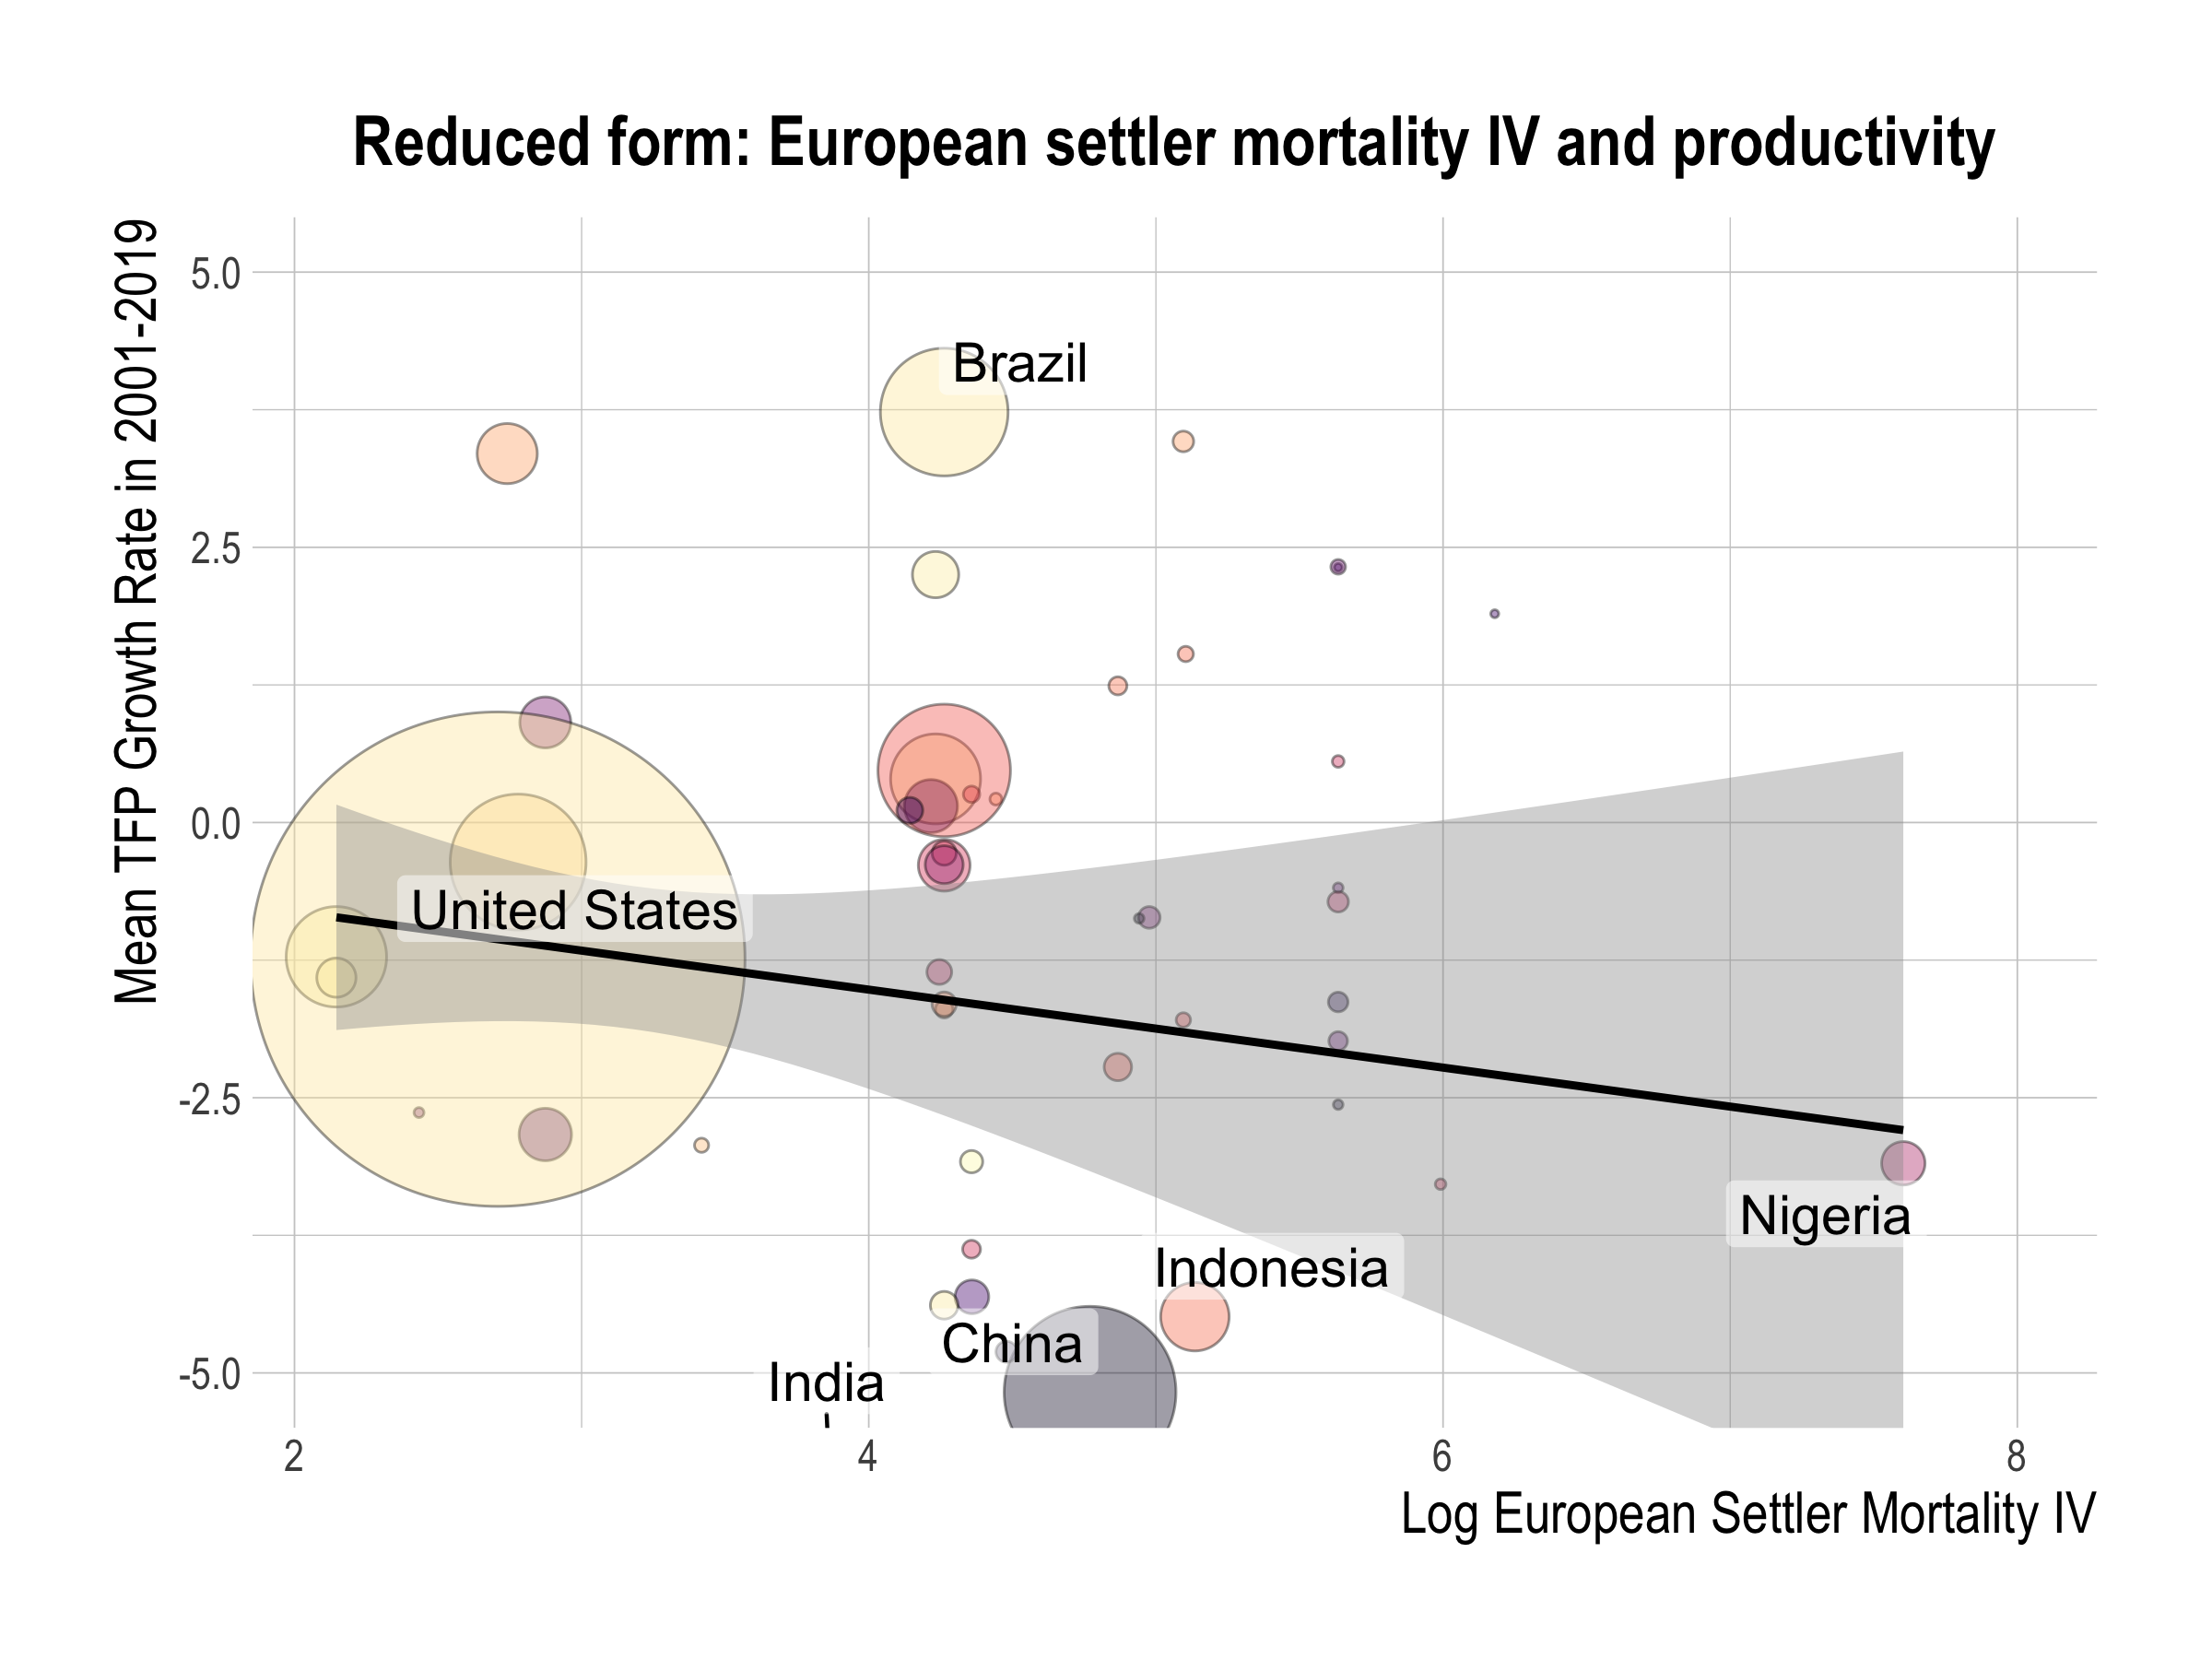 Reduced form: European settler mortality IV and productivity
Mean TFP Growth Rate in 2001-2019
5.0
2.5
0.0
-2.5
-5.0
Brazil
United States
Nigeria
Indonesia
China
India
2
4
6
8
Log European Settler Mortality IV